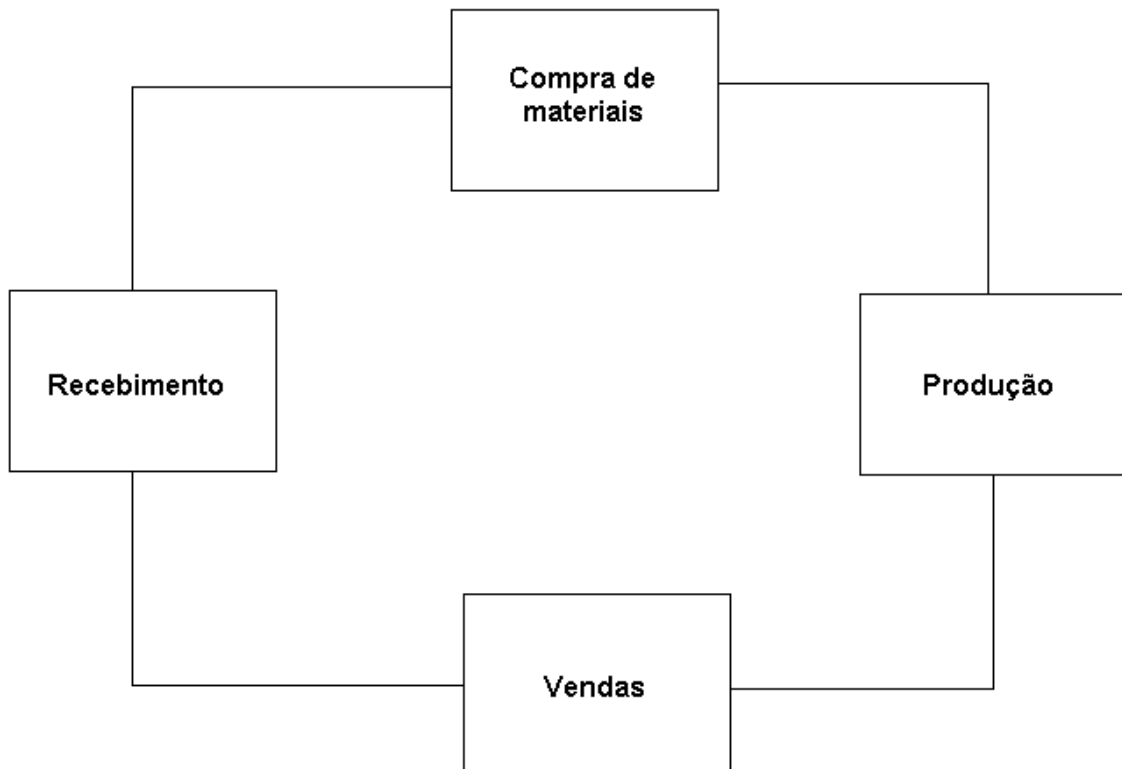 Compra de
materiais
Recebimento
Produção
Vendas